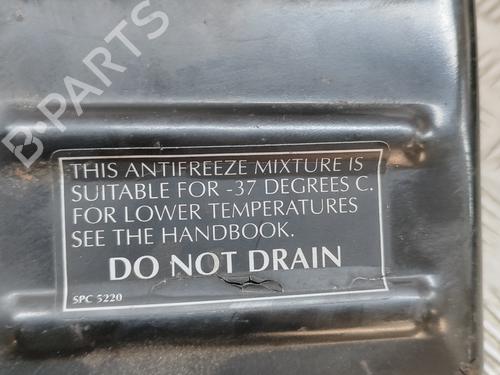 B-PARTS
THIS ANTIFREEZE MIXTURE IS
SUITABLE FOR -37 DEGREES C.
FOR LOWER TEMPERATURES
SEE THE HANDBOOK.
DO NOT DRAIN
SPC 5220